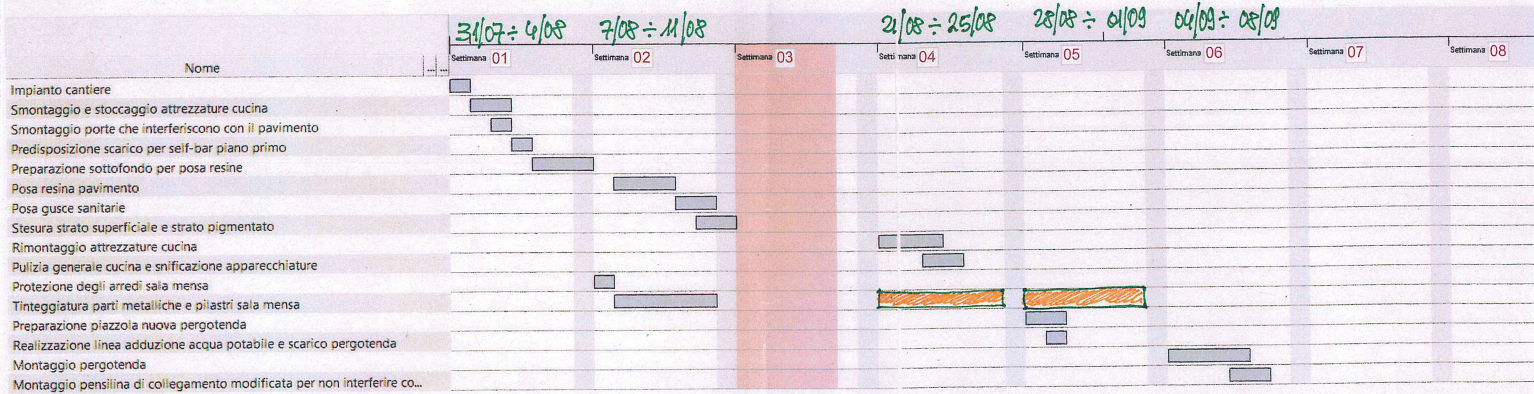 31/07÷4/08 7/08÷11/08 21/08÷25/08 28/08÷01/09 04/09÷08/09
Settimana 01 Settimana 02 Settimana 03 Settimana 04 Settimana 05 Settimana 06 Settimana 07 Settimana 08
Nome ... ...
Impianto cantiere
Smontaggio e stoccaggio attrezzature cucina
Smontaggio porte che interferiscono con il pavimento
Predisposizione scarico per self-bar piano primo
Preparazione sottofondo per posa resine
Posa resina pavimento
Posa gusce sanitarie
Stesura strato superficiale e strato pigmentato
Rimontaggio attrezzature cucina
Pulizia generale cucina e snificazione apparecchiature
Protezione degli arredi sala mensa
Tinteggiatura parti metalliche e pilastri sala mensa
Preparazione piazzola nuova pergotenda
Realizzazione linea adduzione acqua potabile e scarico pergotenda
Montaggio pergotenda
Montaggio pensilina di collegamento modificata per non interferire co...